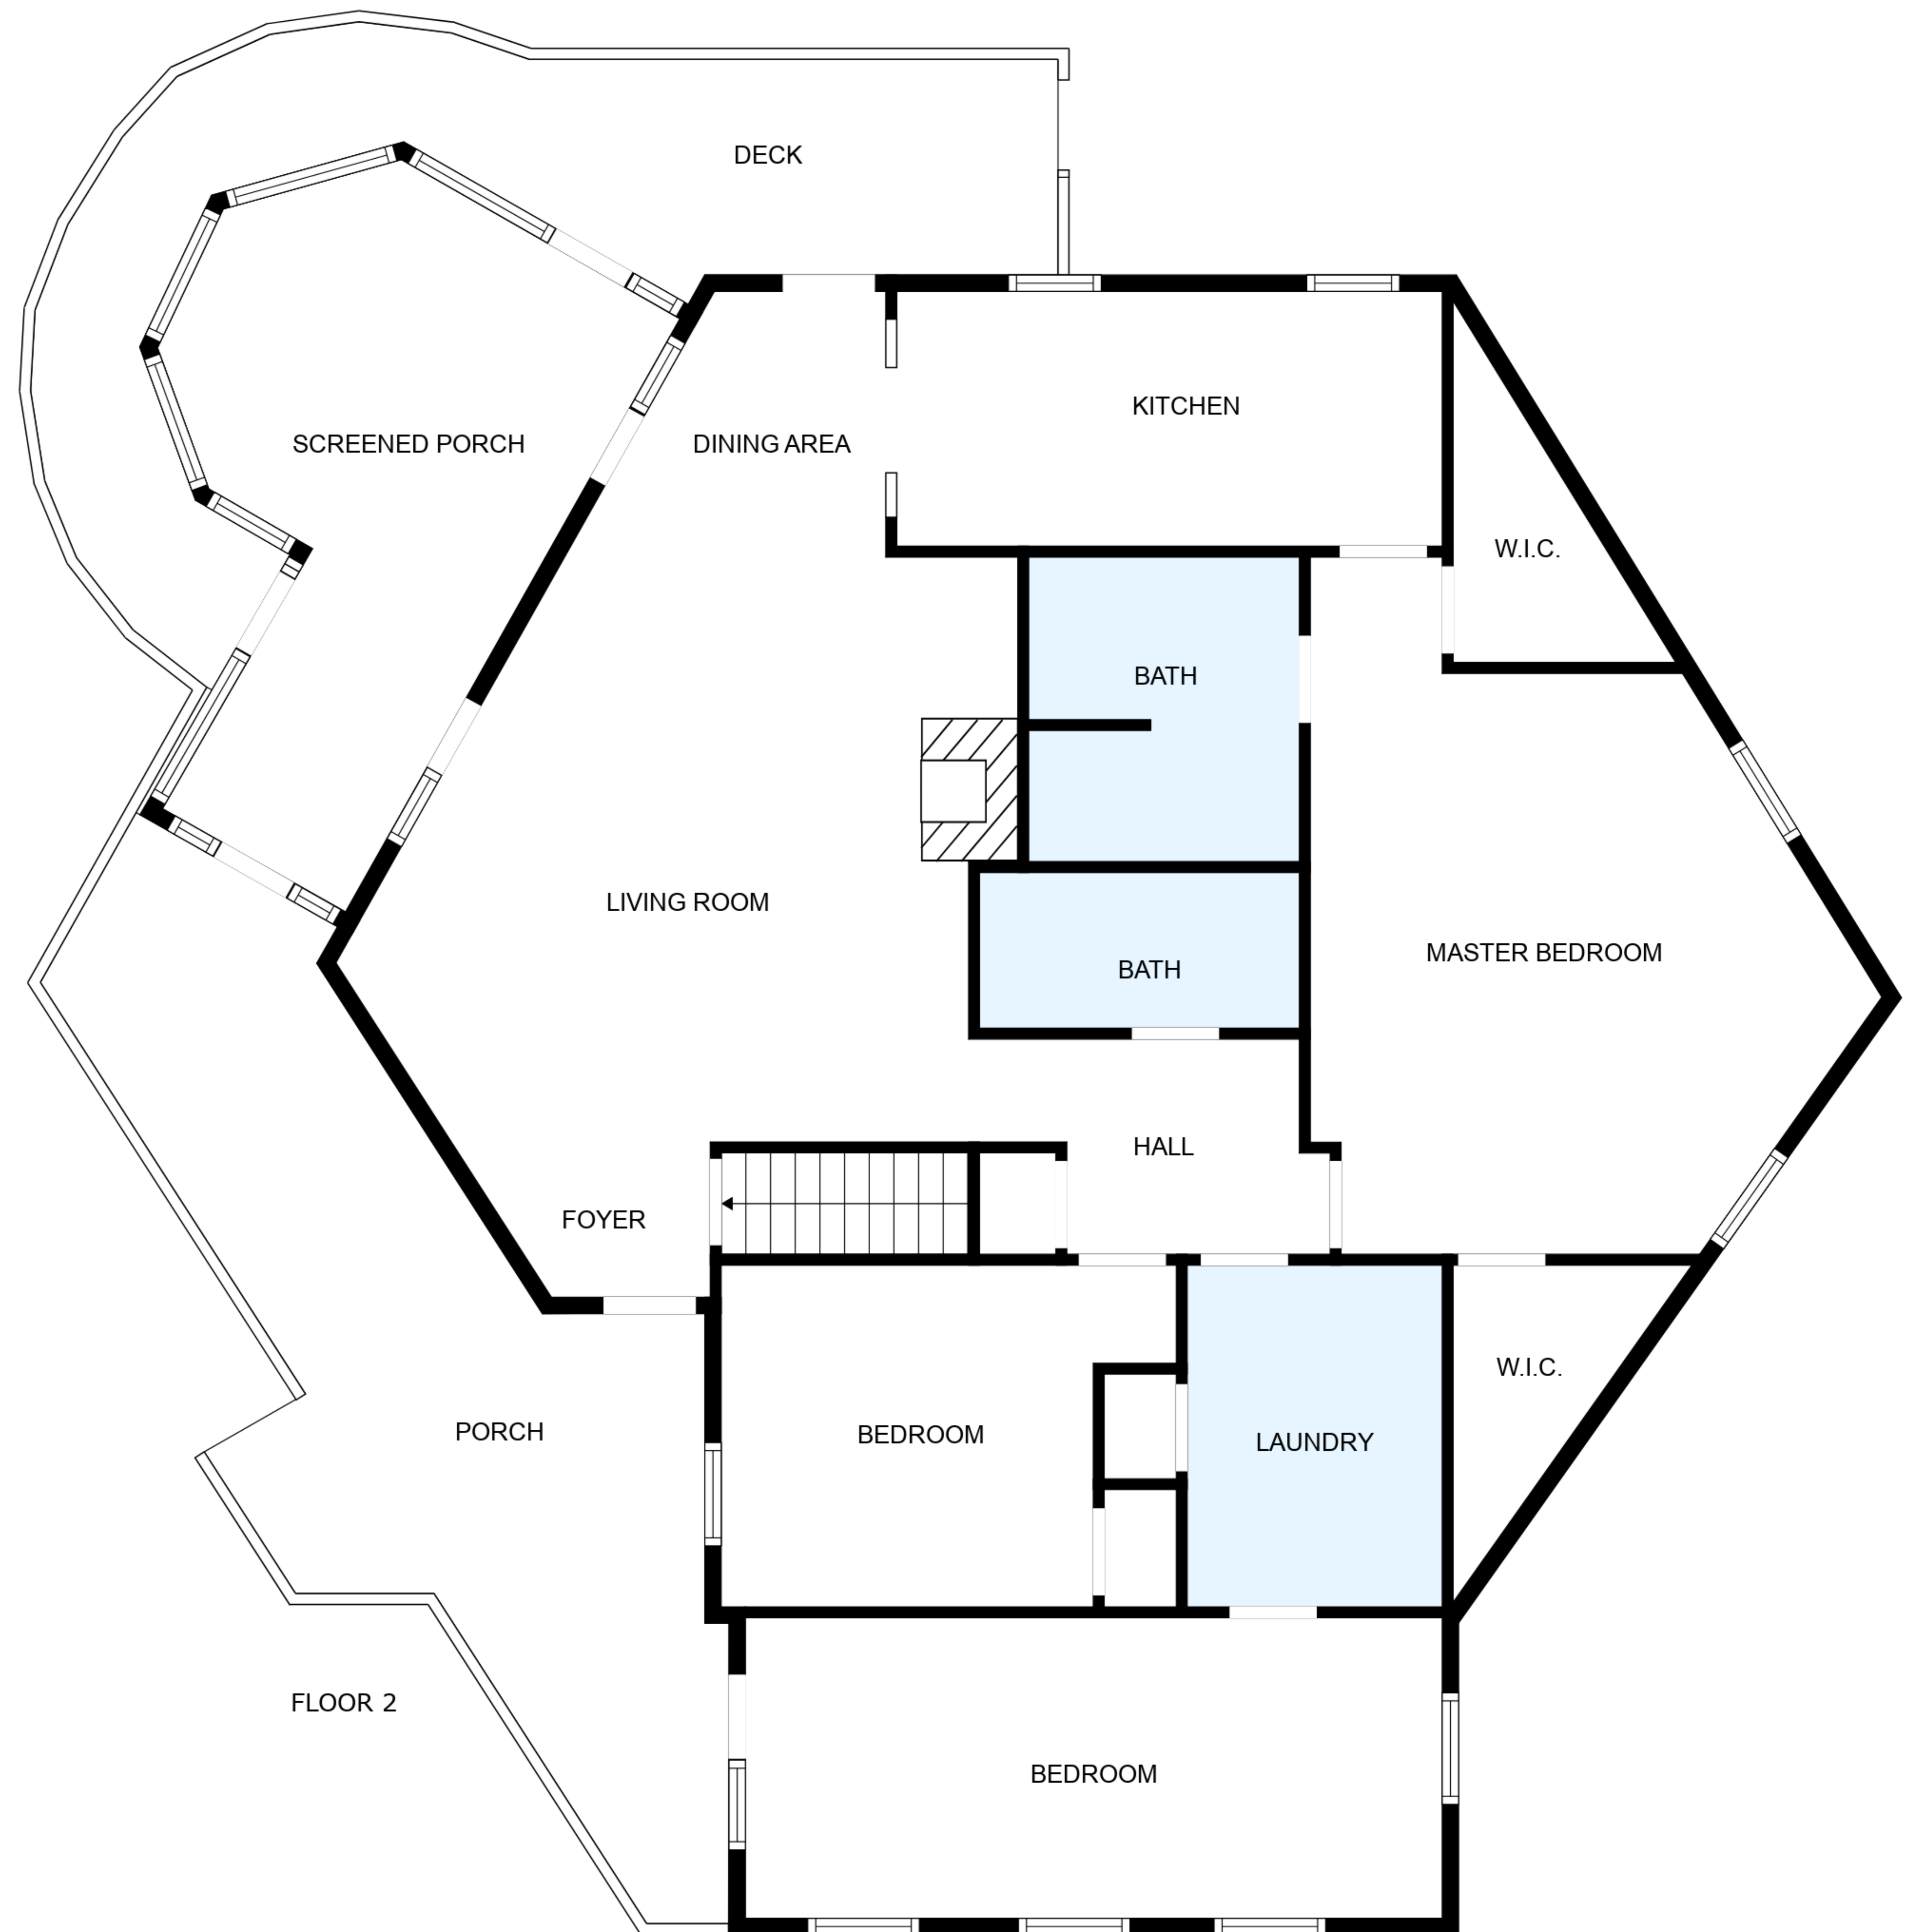 DECK
KITCHEN
SCREENED PORCH
DINING AREA
W.I.C.
BATH
LIVING ROOM
MASTER BEDROOM
BATH
HALL
FOYER
W.I.C.
PORCH
BEDROOM
LAUNDRY
FLOOR 2
BEDROOM